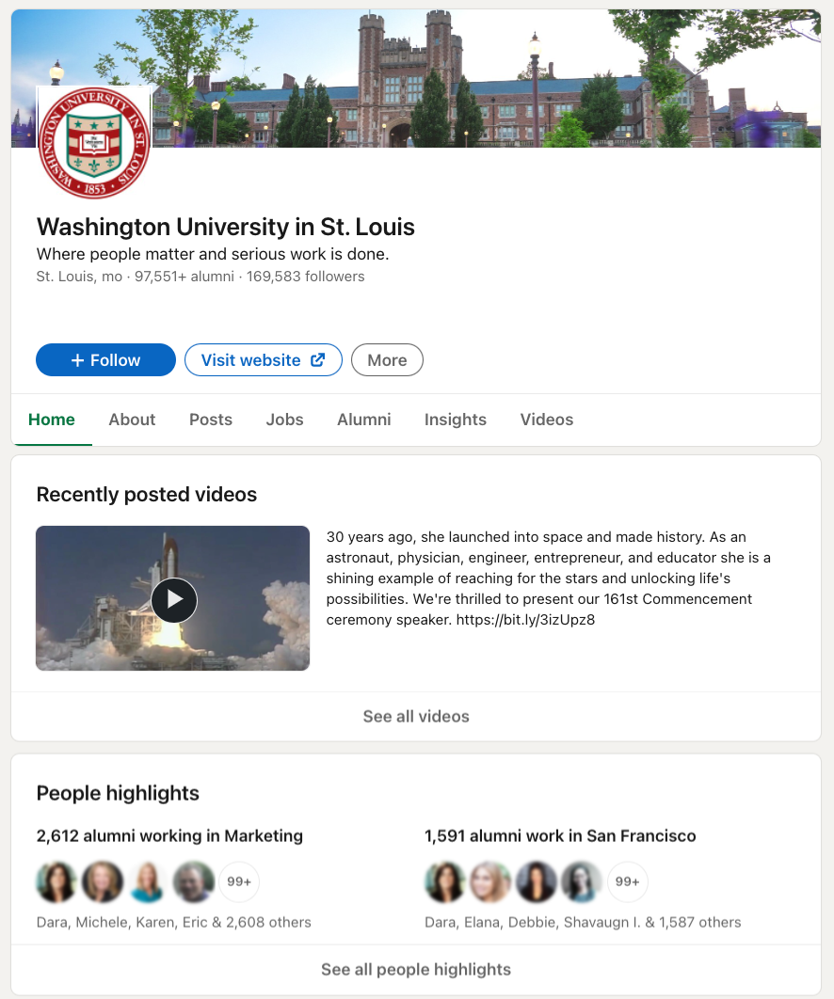 WASHINGTON UNIVERSITY IN ST. LOUIS
1853
Washington University in St. Louis
Where people matter and serious work is done.
St. Louis, mo · 97,551+ alumni · 169,583 followers
+ Follow
Visit website
More
Home
About
Posts
Jobs
Alumni
Insights
Videos
Recently posted videos
30 years ago, she launched into space and made history. As an
astronaut, physician, engineer, entrepreneur, and educator she is a
shining example of reaching for the stars and unlocking life's
possibilities. We're thrilled to present our 161st Commencement
ceremony speaker. https://bit.ly/3izUpz8
See all videos
People highlights
2,612 alumni working in Marketing
99+
Dara, Michele, Karen, Eric & 2,608 others
1,591 alumni work in San Francisco
99+
Dara, Elana, Debbie, Shavaugn I. & 1,587 others
See all people highlights